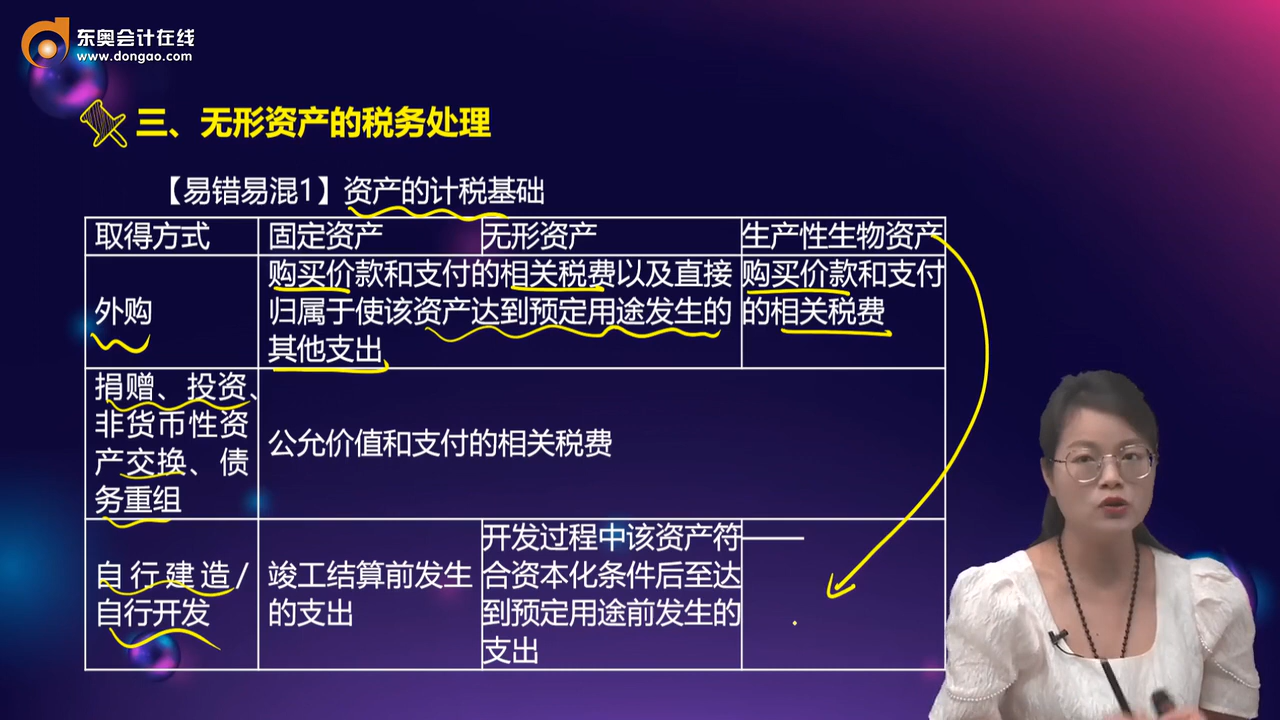 东奥会计在线
www.dongao.com
三、无形资产的税务处理
【易错易混1】资产的计税基础
取得方式 固定资产 无形资产 生产性生物资产
外购
购买价款和支付的相关税费以及直接
归属于使该资产达到预定用途发生的
其他支出
购买价款和支付
的相关税费
捐赠、投资、
非货币性资
产交换、债
务重组
公允价值和支付的相关税费
自行建造/
自行开发
竣工结算前发生
的支出
开发过程中该资产符
合资本化条件后至达
到预定用途前发生的
支出
——